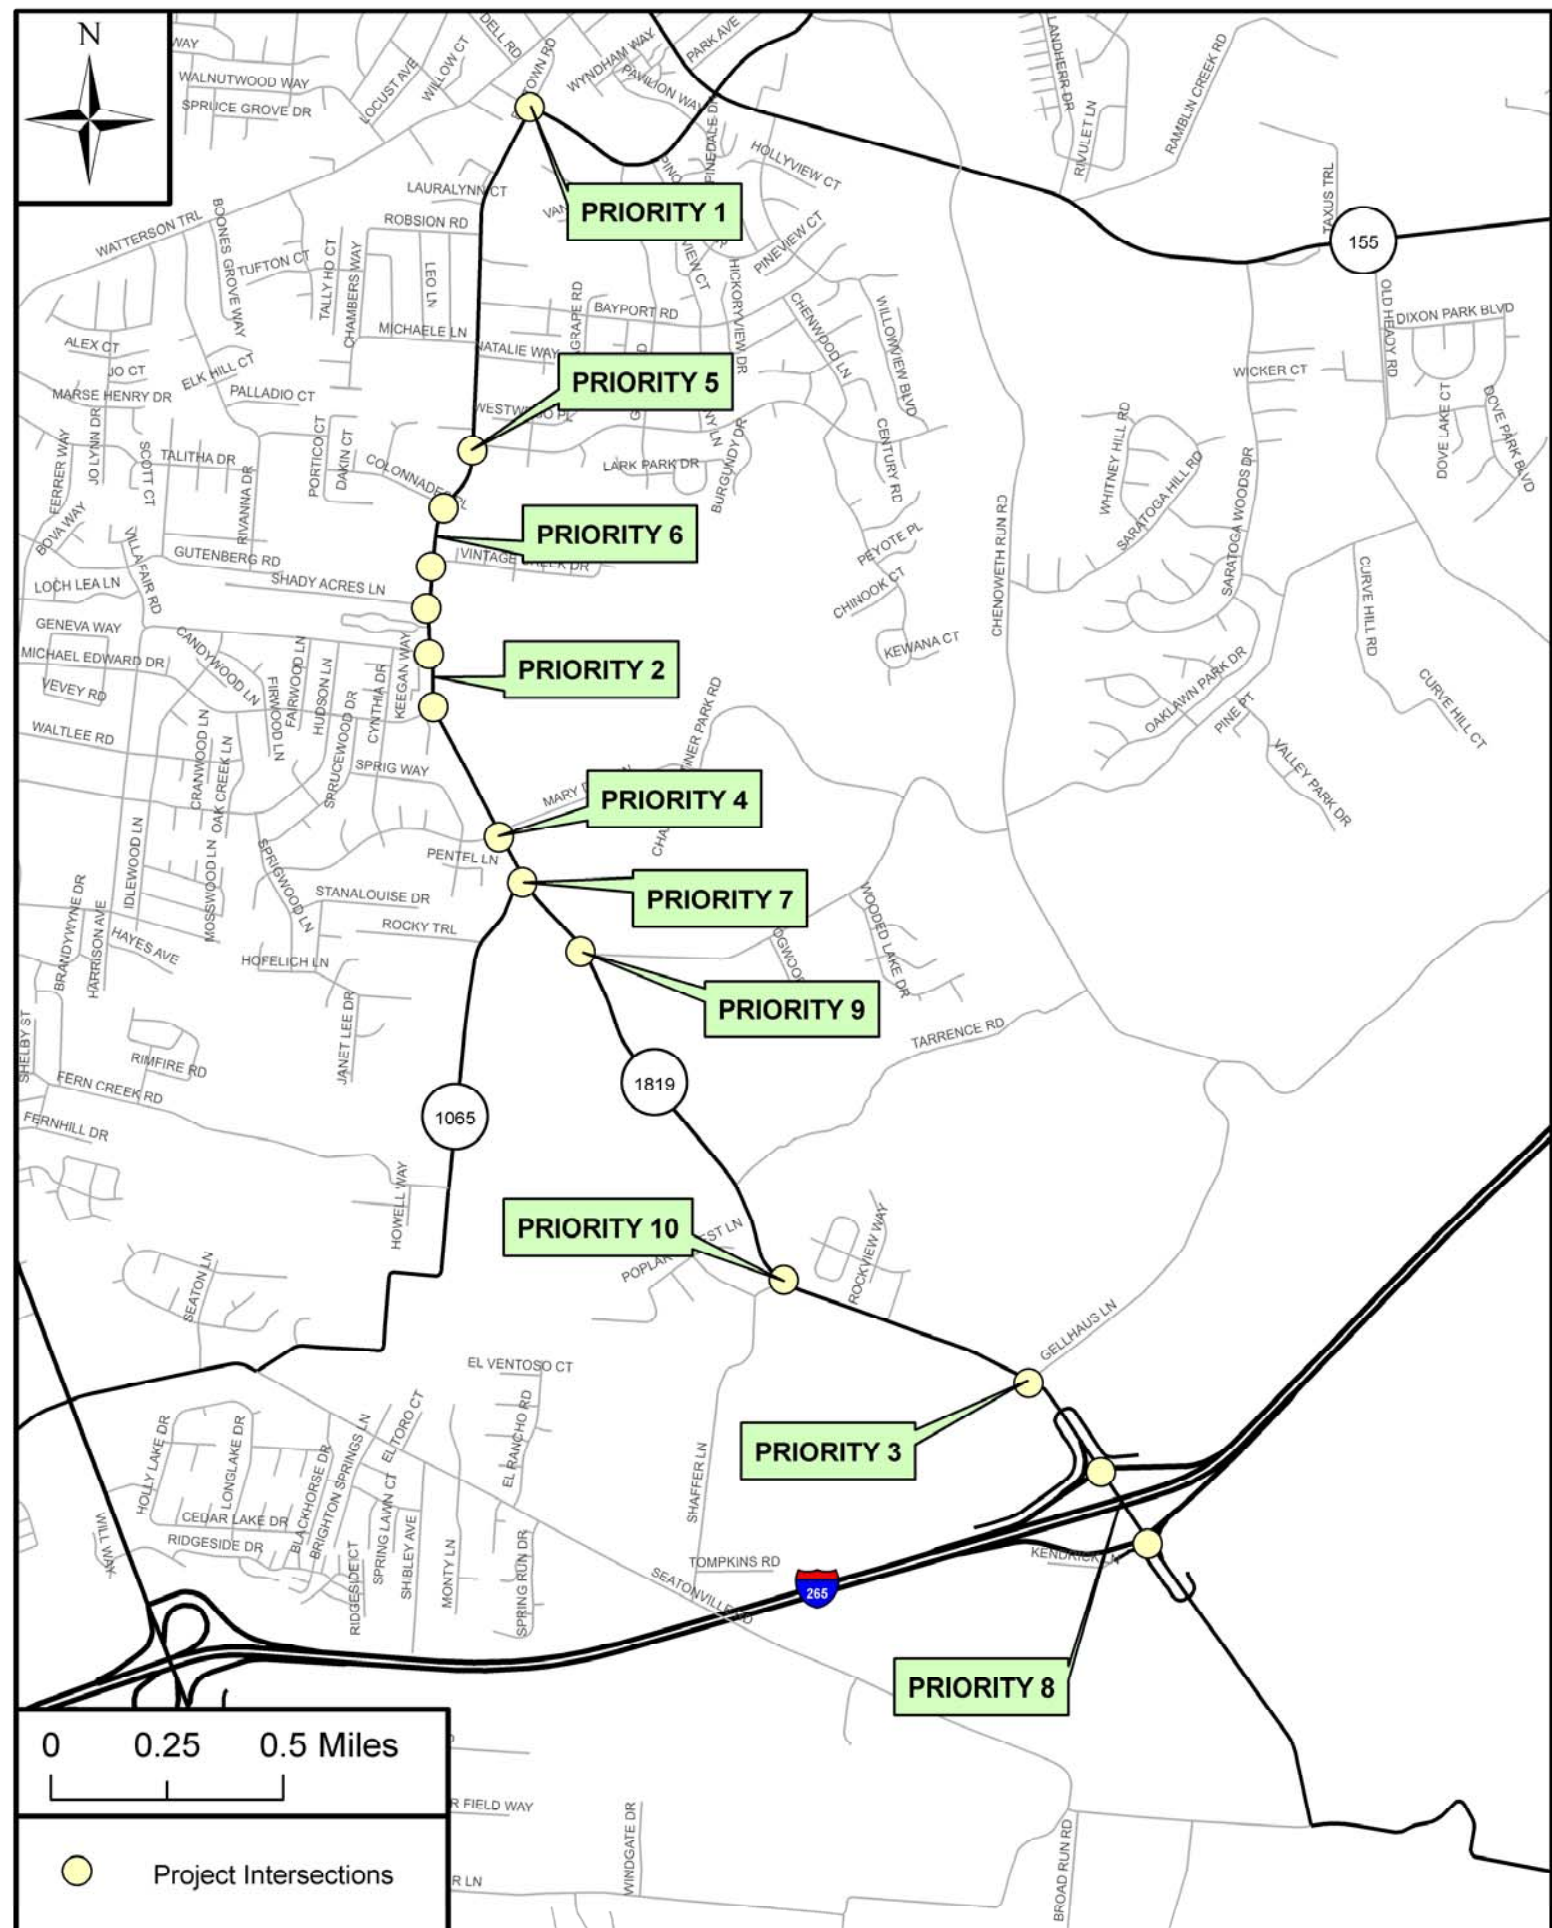 N
WAY
WALNUTWOOD WAY
SPRUCE GROVE DR
LOCUST AVE
WILLOW CT
DELL RD
TOWN RD
WYNDHAM WAY
PARK AVE
PAVILION WAY
PINEDALE DR
HOLLYVIEW CT
LANDHERR DR
RIVULET LN
RAMBLIN CREEK RD
TAXUS TRL
155
LAURALYNN CT
ROBSION RD
PRIORITY 1
WATTERSON TRL
BOONES GROVE WAY
TUFTON CT
TALLY HO CT
CHAMBERS WAY
LEO LN
MICHAELE LN
VIEW CT
PINEVIEW CT
HICKORYVIEW DR
BAYPORT RD
NATALIE WAY
CHENWOOD LN
WILLOWVIEW BLVD
OLD HEADY RD
DIXON PARK BLVD
ALEX CT
JO CT
ELK HILL CT
MARSE HENRY DR
PALLADIO CT
PRIORITY 5
WICKER CT
DOVE LAKE CT
DOVE PARK BLVD
FERRER WAY
JO LYNN DR
SCOTT CT
TALITHA DR
RIVANNA DR
PORTICO CT
DAKIN CT
COLONNADES PL
LARK PARK DR
BURGUNDY DR
CENTURY RD
WHITNEY HILL RD
SARATOGA HILL RD
SARATOGA WOODS DR
BOVA WAY
VILLA FAIR RD
GUTENBERG RD
PRIORITY 6
VINTAGE CREEK DR
PEYOTE PL
CHINOOK CT
KEWANA CT
CHENOWETH RUN RD
CURVE HILL RD
CURVE HILL CT
LOCH LEA LN
SHADY ACRES LN
GENEVA WAY
MICHAEL EDWARD DR
VEVEY RD
WALTLEE RD
CANDYWOOD LN
FIRWOOD LN
FAIRWOOD LN
HUDSON LN
SPRUCEWOOD DR
CYNTHIA DR
KEEGAN WAY
PRIORITY 2
OAKLAWN PARK DR
PINE PT
VALLEY PARK DR
CRANWOOD LN
OAK CREEK LN
SPRIG WAY
PRIORITY 4
IDLEWOOD LN
MOSSWOOD LN
SPRIGWOOD LN
PENTEL LN
STANALOUISE DR
ROCKY TRL
PRIORITY 7
BRANDYWYNE DR
HARRISON AVE
HAYES AVE
HOFELICH LN
JANET LEE DR
WOODED LAKE DR
PRIORITY 9
TARRENCE RD
SHELBY ST
RIMFIRE RD
FERN CREEK RD
FERNHILL DR
1819
1065
HOWELL WAY
PRIORITY 10
ROCKVIEW WAY
SEATON LN
GELLHAUS LN
EL VENTOSO CT
EL RANCHO RD
EL TORO CT
PRIORITY 3
HOLLY LAKE DR
LONGLAKE DR
BLACKHORSE DR
BRIGHTON SPRINGS LN
CEDAR LAKE DR
RIDGESIDE DR
WILL WAY
RIDGESIDE CT
SPRING LAWN CT
SHIBLEY AVE
MONTY LN
SPRING RUN DR
SHAFFER LN
TOMPKINS RD
SEATONVILLE RD
265
KENDRICK LN
PRIORITY 8
0 0.25 0.5 Miles
R FIELD WAY
WINDGATE DR
BROAD RUN RD
R LN
Project Intersections